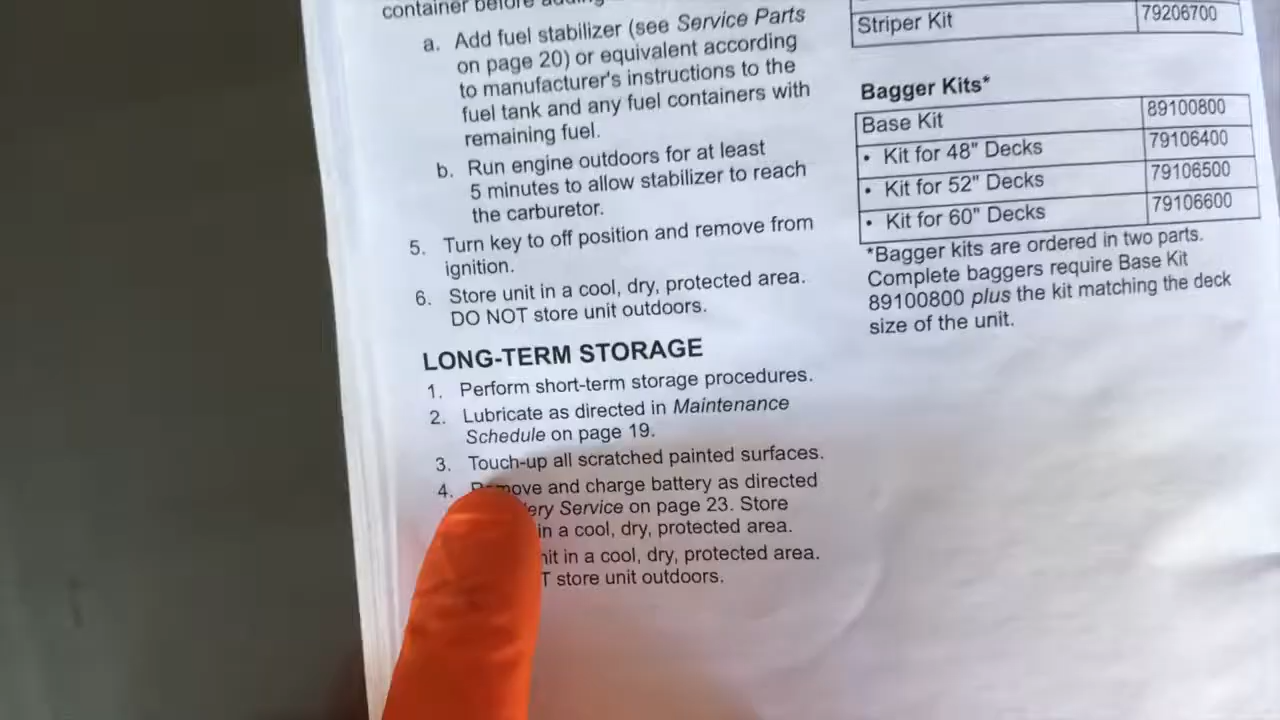 container before adding
a. Add fuel stabilizer (see Service Parts
on page 20) or equivalent according
to manufacturer's instructions to the
fuel tank and any fuel containers with
remaining fuel.
b. Run engine outdoors for at least
5 minutes to allow stabilizer to reach
the carburetor.
5. Turn key to off position and remove from
ignition.
6. Store unit in a cool, dry, protected area.
DO NOT store unit outdoors.
LONG-TERM STORAGE
1. Perform short-term storage procedures.
2. Lubricate as directed in Maintenance
Schedule on page 19.
3. Touch-up all scratched painted surfaces.
4. Remove and charge battery as directed
Service on page 23. Store
in a cool, dry, protected area.
in a cool, dry, protected area.
store unit outdoors.
Striper Kit 79206700
Bagger Kits*
Base Kit 89100800
• Kit for 48" Decks 79106400
• Kit for 52" Decks 79106500
• Kit for 60" Decks 79106600
*Bagger kits are ordered in two parts.
Complete baggers require Base Kit
89100800 plus the kit matching the deck
size of the unit.